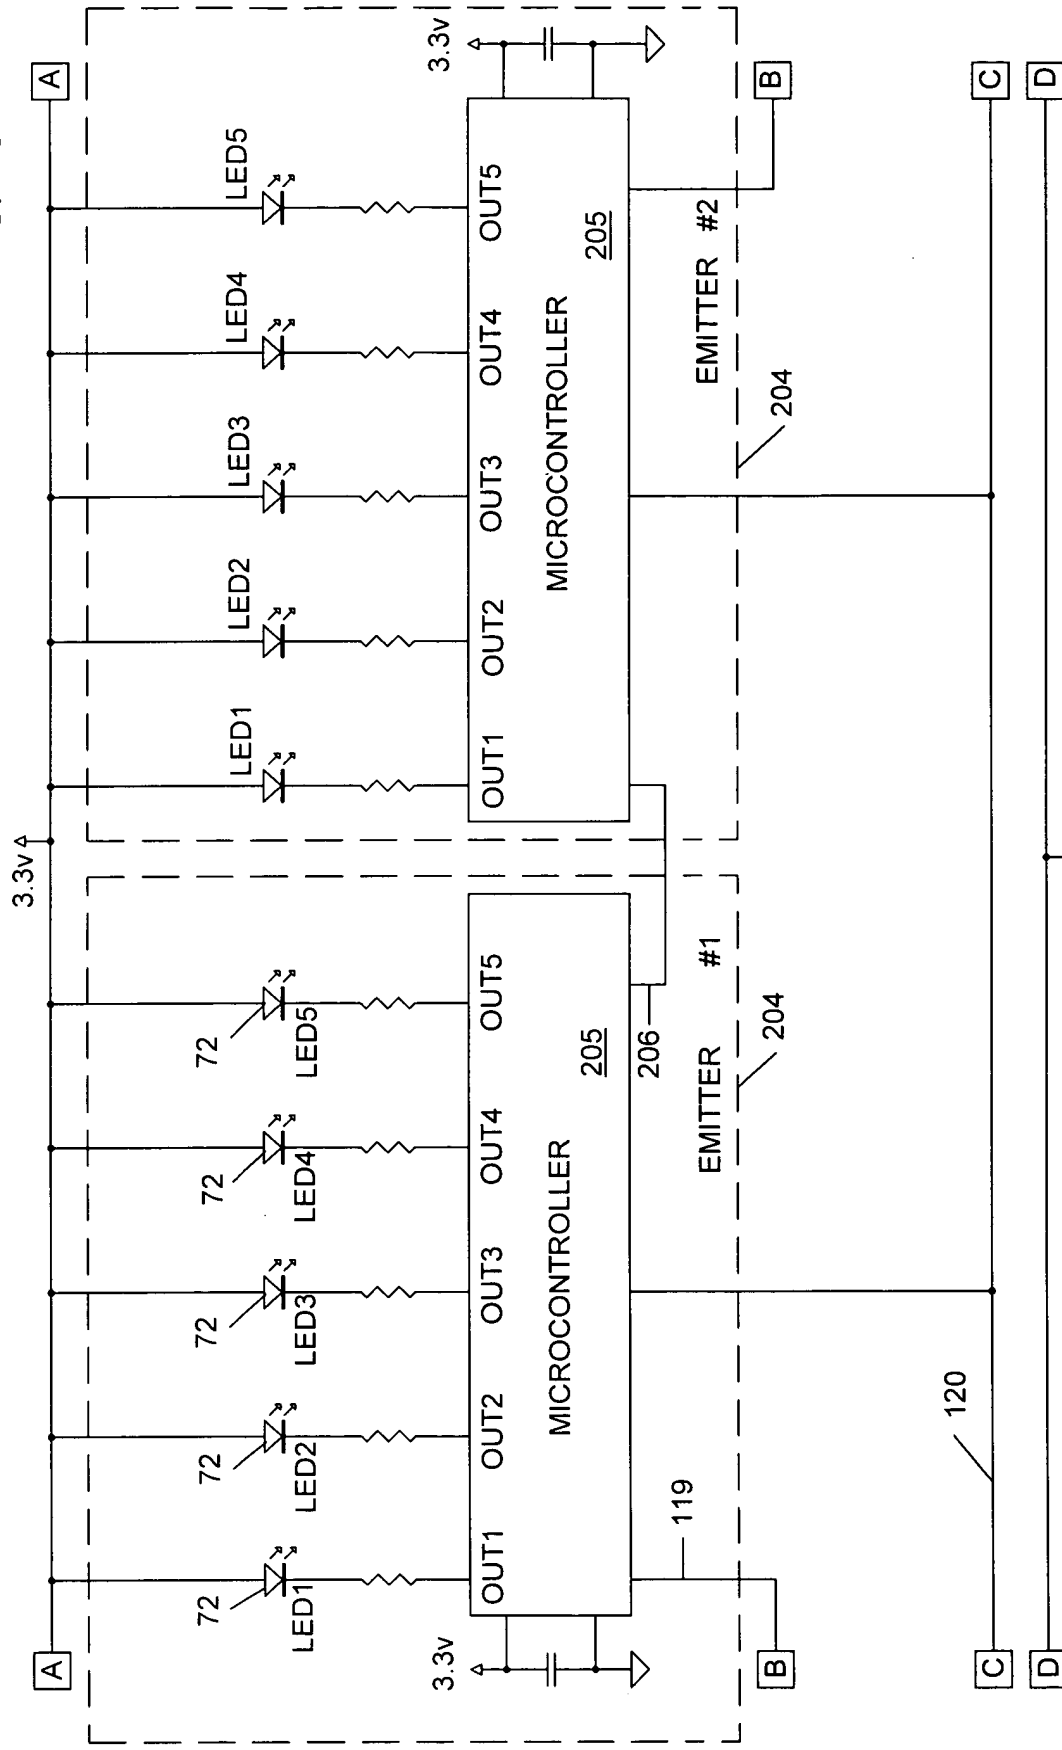 3.3v
A
A
72
72
72
72
72
LED1
LED2
LED3
LED4
LED5
LED1
LED2
LED3
LED4
LED5
3.3v
OUT1
OUT2
OUT3
OUT4
OUT5
OUT1
OUT2
OUT3
OUT4
OUT5
3.3v
MICROCONTROLLER
205
MICROCONTROLLER
205
119
206
EMITTER #1
EMITTER #2
204
204
B
B
120
C
C
D
D